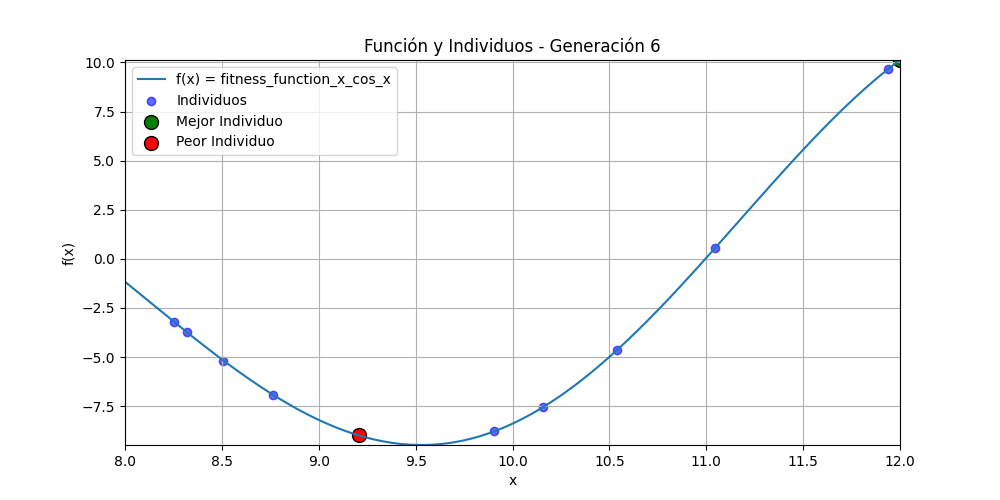 Función y Individuos - Generación 6
f(x) = fitness_function_x_cos_x
Individuos
Mejor Individuo
Peor Individuo
f(x)
10.0
7.5
5.0
2.5
0.0
−2.5
−5.0
−7.5
8.0 8.5 9.0 9.5 10.0 10.5 11.0 11.5 12.0
x